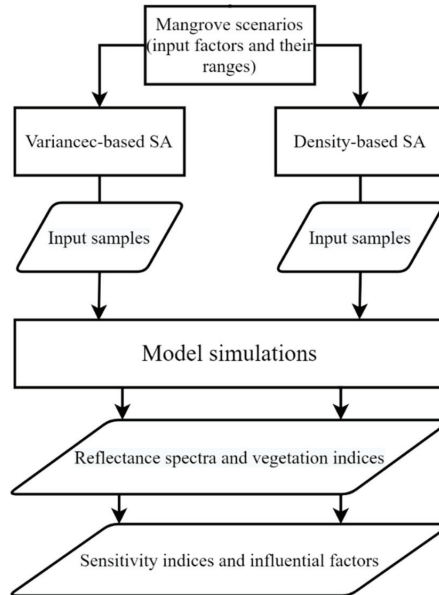 Mangrove scenarios
(input factors and their
ranges)
Variancec-based SA
Density-based SA
Input samples
Input samples
Model simulations
Reflectance spectra and vegetation indices
Sensitivity indices and influential factors